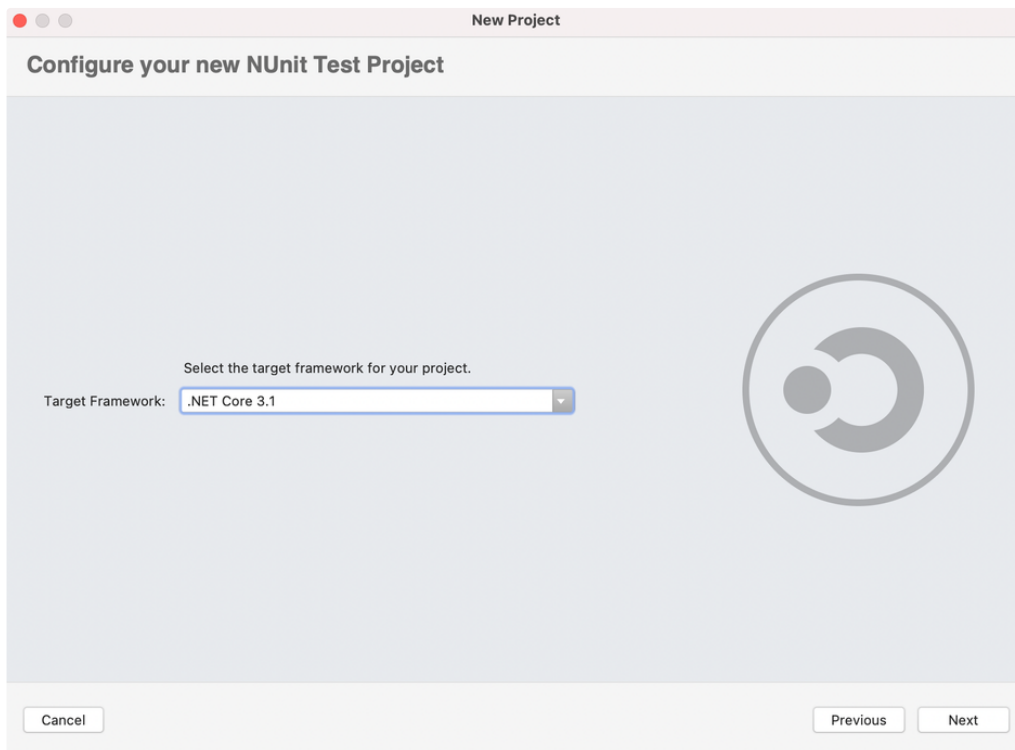 New Project
Configure your new NUnit Test Project
Select the target framework for your project.
Target Framework: .NET Core 3.1
Cancel Previous Next